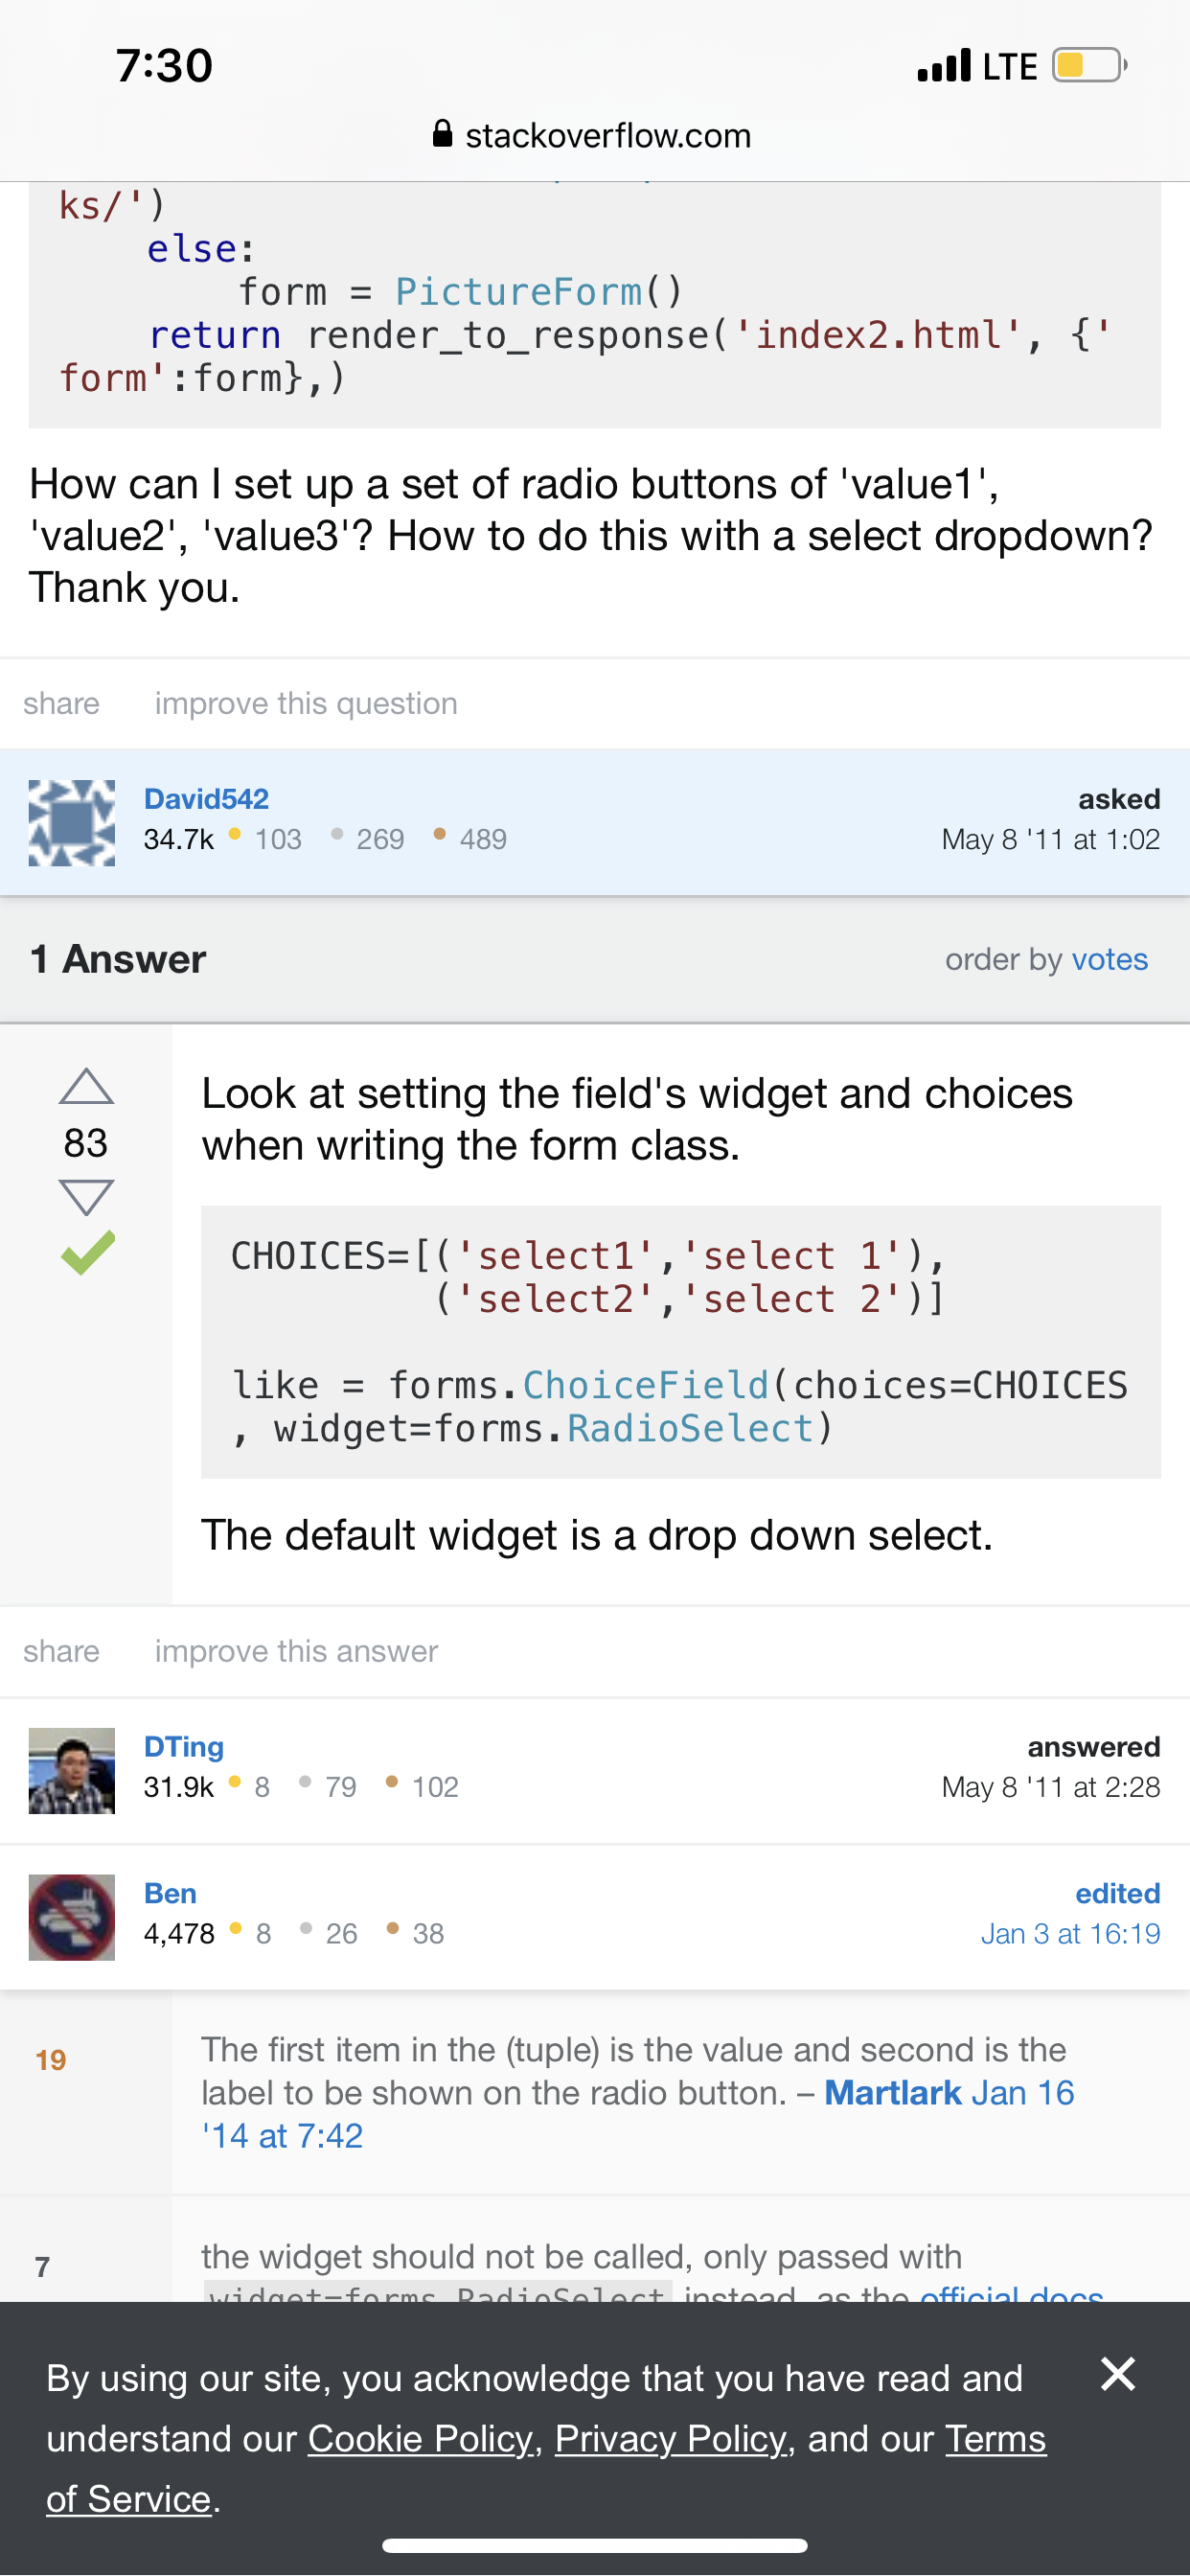 7:30
LTE
stackoverflow.com
ks/')
    else:
        form = PictureForm()
    return render_to_response('index2.html', {'
form':form},)
How can I set up a set of radio buttons of 'value1',
'value2', 'value3'? How to do this with a select dropdown?
Thank you.
share improve this question
David542 asked
34.7k 103 269 489 May 8 '11 at 1:02
1 Answer order by votes
Look at setting the field's widget and choices
83
when writing the form class.
CHOICES=[('select1','select 1'),
         ('select2','select 2')]
like = forms.ChoiceField(choices=CHOICES
, widget=forms.RadioSelect)
The default widget is a drop down select.
share improve this answer
DTing answered
31.9k 8 79 102 May 8 '11 at 2:28
Ben edited
4,478 8 26 38 Jan 3 at 16:19
19 The first item in the (tuple) is the value and second is the
label to be shown on the radio button. – Martlark Jan 16
'14 at 7:42
7 the widget should not be called, only passed with
widget=forms.RadioSelect instead, as the official docs
By using our site, you acknowledge that you have read and
understand our Cookie Policy, Privacy Policy, and our Terms
of Service.